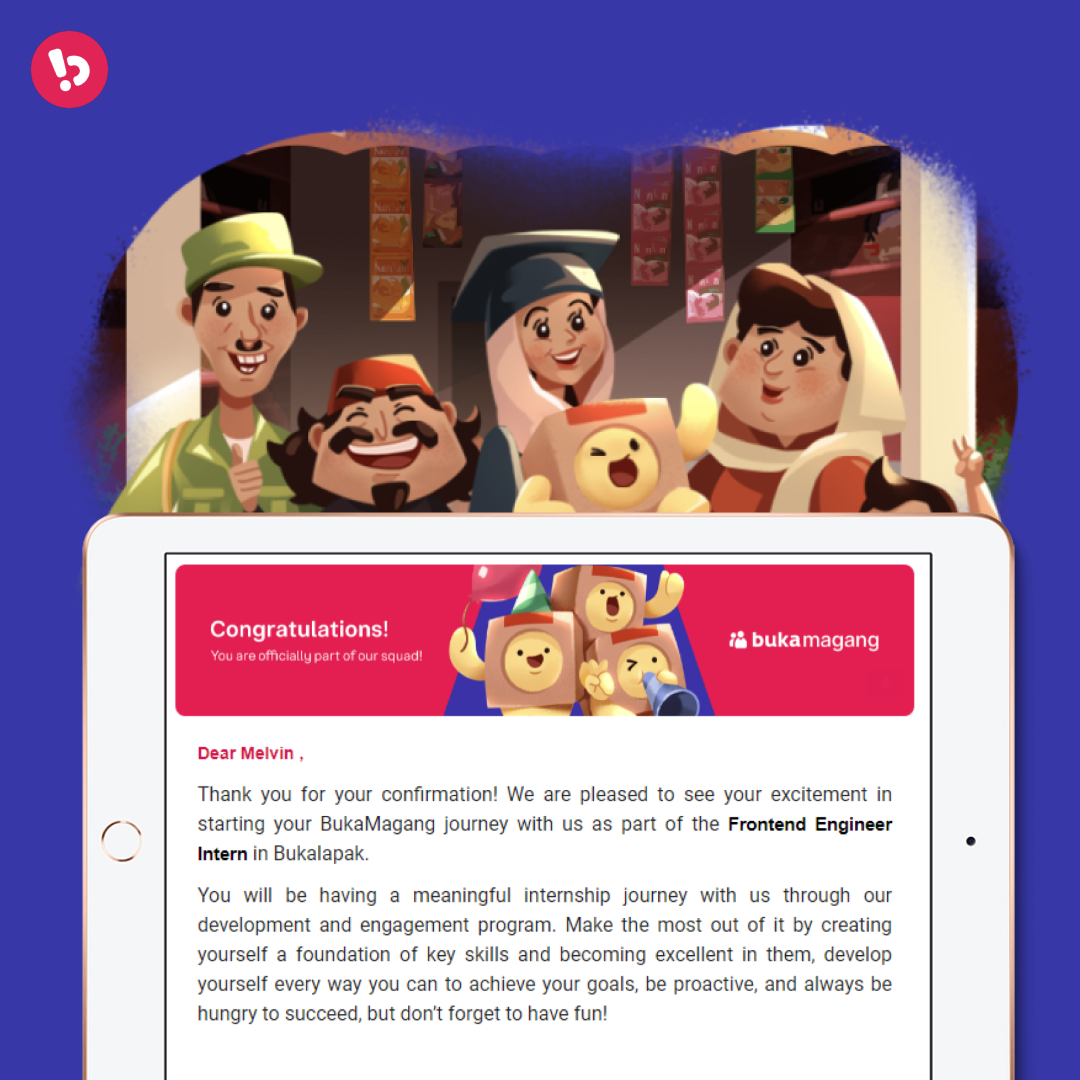 Congratulations!
You are officially part of our squad!
bukamagang
Dear Melvin ,
Thank you for your confirmation! We are pleased to see your excitement in
starting your BukaMagang journey with us as part of the Frontend Engineer
Intern in Bukalapak.
You will be having a meaningful internship journey with us through our
development and engagement program. Make the most out of it by creating
yourself a foundation of key skills and becoming excellent in them, develop
yourself every way you can to achieve your goals, be proactive, and always be
hungry to succeed, but don't forget to have fun!